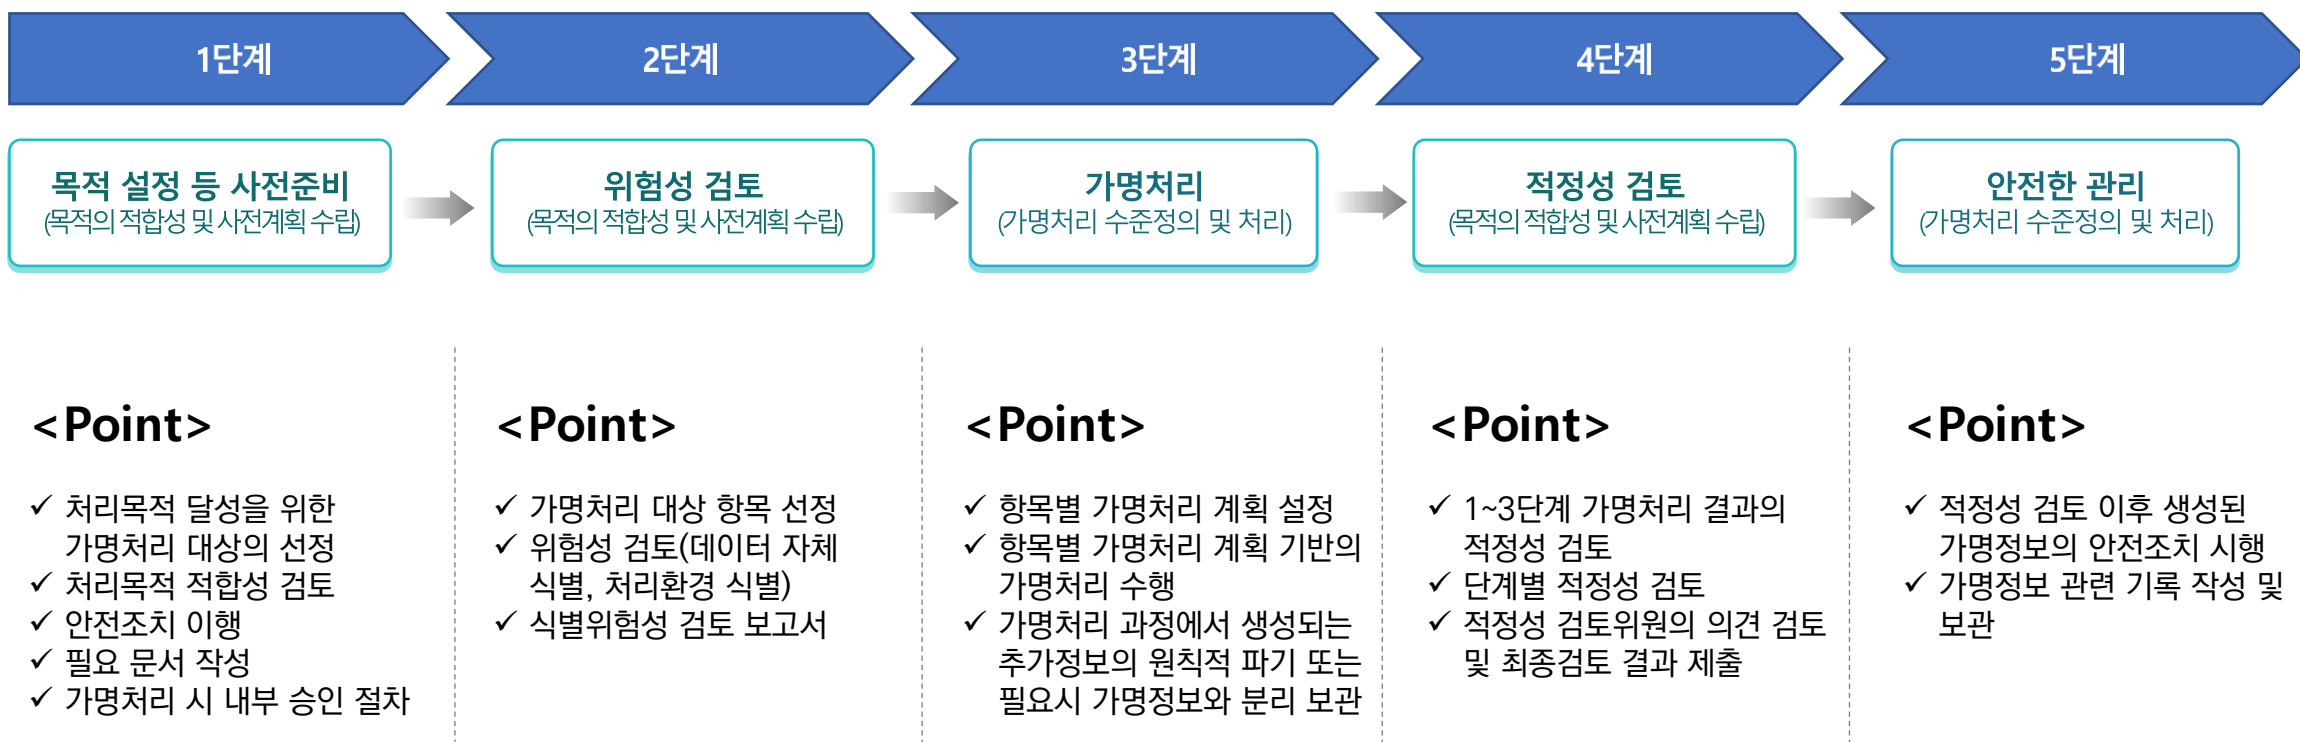 1단계
2단계
3단계
4단계
5단계
목적 설정 등 사전준비
(목적의 적합성 및 사전계획 수립)
위험성 검토
(목적의 적합성 및 사전계획 수립)
가명처리
(가명처리 수준정의 및 처리)
적정성 검토
(목적의 적합성 및 사전계획 수립)
안전한 관리
(가명처리 수준정의 및 처리)
<Point>
✓ 처리목적 달성을 위한
가명처리 대상의 선정
✓ 처리목적 적합성 검토
✓ 안전조치 이행
✓ 필요 문서 작성
✓ 가명처리 시 내부 승인 절차
<Point>
✓ 가명처리 대상 항목 선정
✓ 위험성 검토(데이터 자체
식별, 처리환경 식별)
✓ 식별위험성 검토 보고서
<Point>
✓ 항목별 가명처리 계획 설정
✓ 항목별 가명처리 계획 기반의
가명처리 수행
✓ 가명처리 과정에서 생성되는
추가정보의 원칙적 파기 또는
필요시 가명정보와 분리 보관
<Point>
✓ 1~3단계 가명처리 결과의
적정성 검토
✓ 단계별 적정성 검토
✓ 적정성 검토위원의 의견 검토
및 최종검토 결과 제출
<Point>
✓ 적정성 검토 이후 생성된
가명정보의 안전조치 시행
✓ 가명정보 관련 기록 작성 및
보관